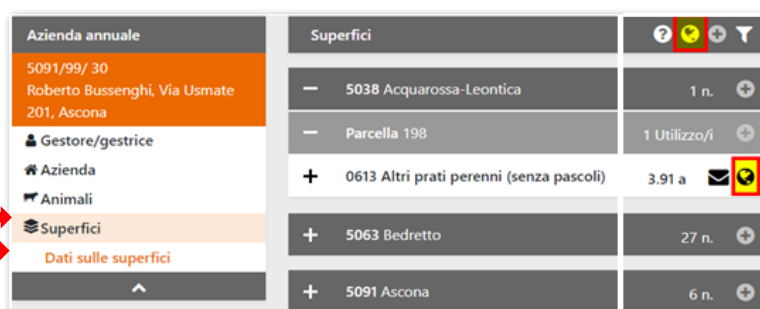 Azienda annuale
5091/99/ 30
Roberto Bussenghi, Via Usmate
201, Ascona
Gestore/gestrice
Azienda
Animali
Superfici
Dati sulle superfici
Superfici
5038 Acquarossa-Leontica 1 n.
Parcella 198 1 Utilizzo/i
0613 Altri prati perenni (senza pascoli) 3.91 a
5063 Bedretto 27 n.
5091 Ascona 6 n.